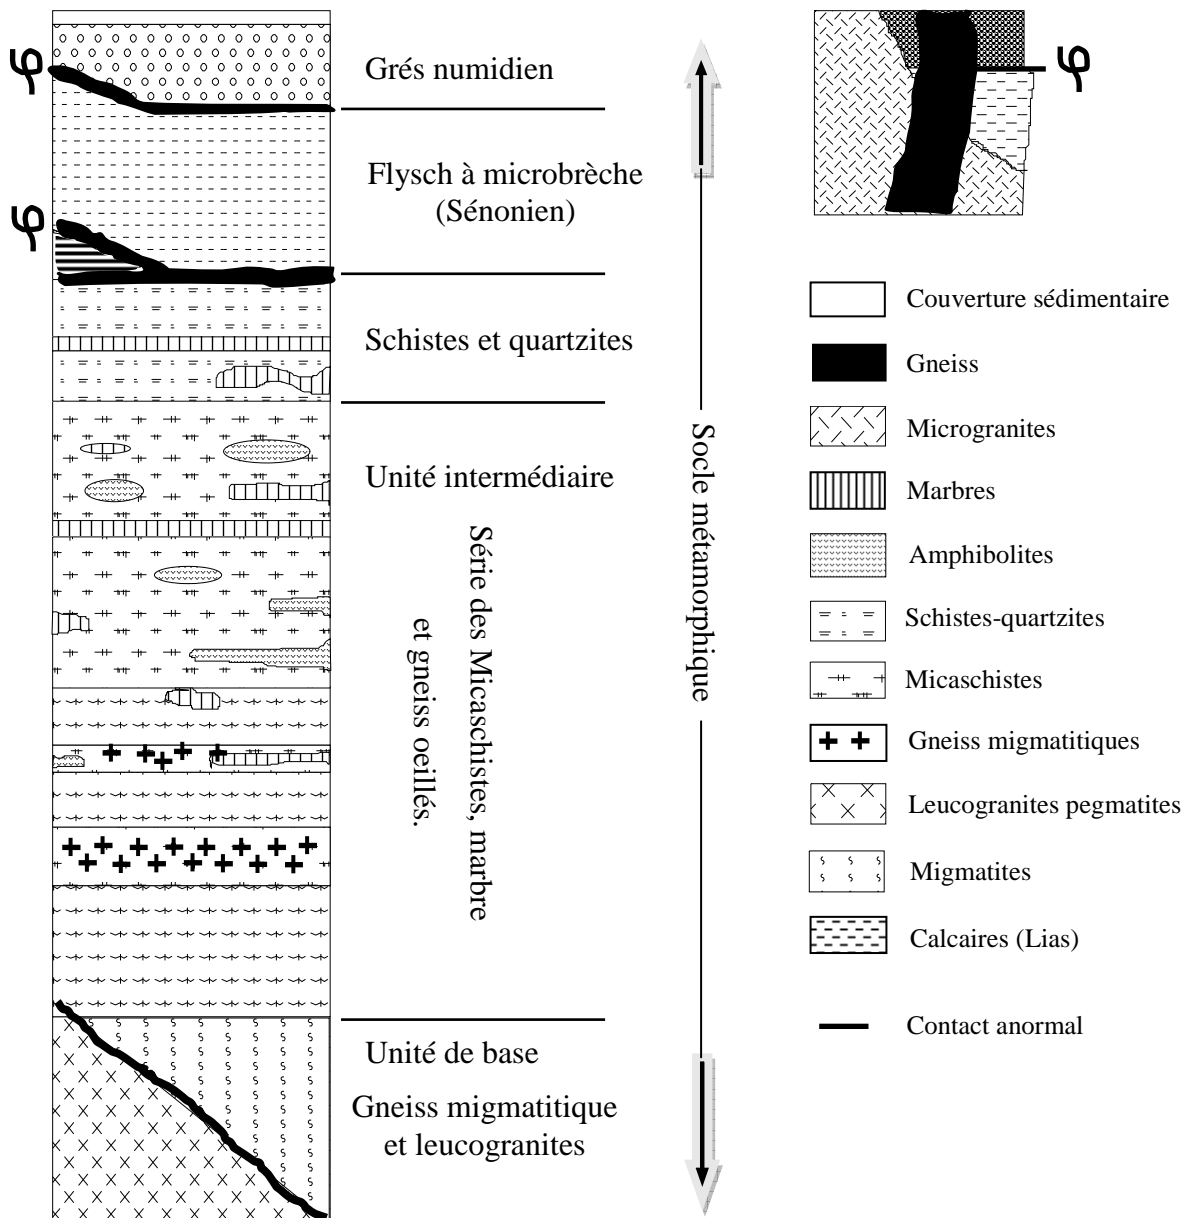 Grés numidien
Flysch à microbrèche
(Sénonien)
Schistes et quartzites
Unité intermédiaire
Série des Micaschistes, marbre
et gneiss oeillés.
Unité de base
Gneiss migmatitique
et leucogranites
Socle métamorphique
Couverture sédimentaire
Gneiss
Microgranites
Marbres
Amphibolites
Schistes-quartzites
Micaschistes
Gneiss migmatitiques
Leucogranites pegmatites
Migmatites
Calcaires (Lias)
Contact anormal